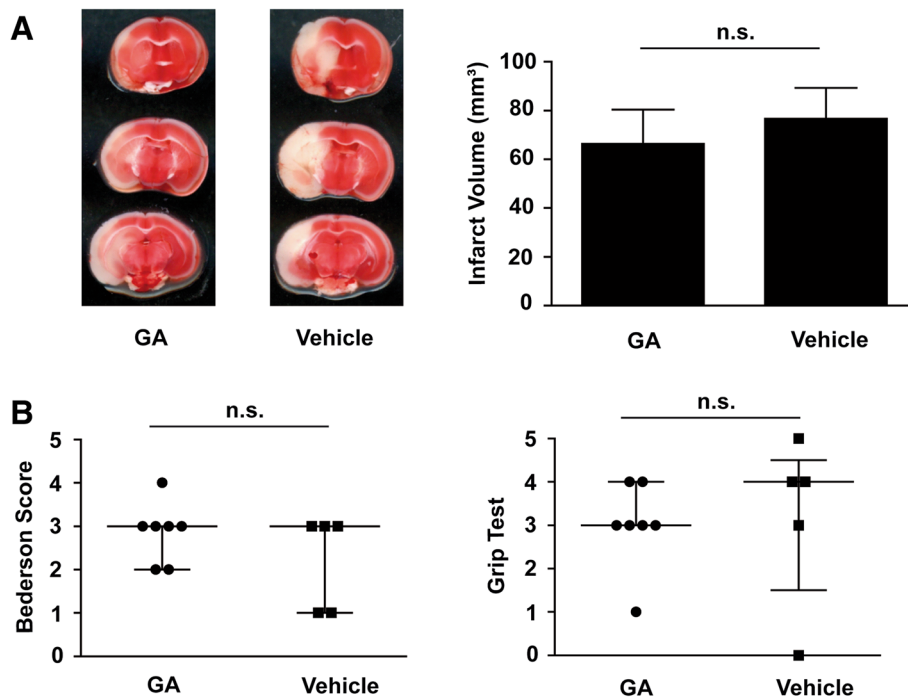 A
GA
Vehicle
n.s.
Infarct Volume (mm³)
100
80
60
40
20
0
GA
Vehicle
B
n.s.
Bederson Score
5
4
3
2
1
0
GA
Vehicle
n.s.
Grip Test
5
4
3
2
1
0
GA
Vehicle